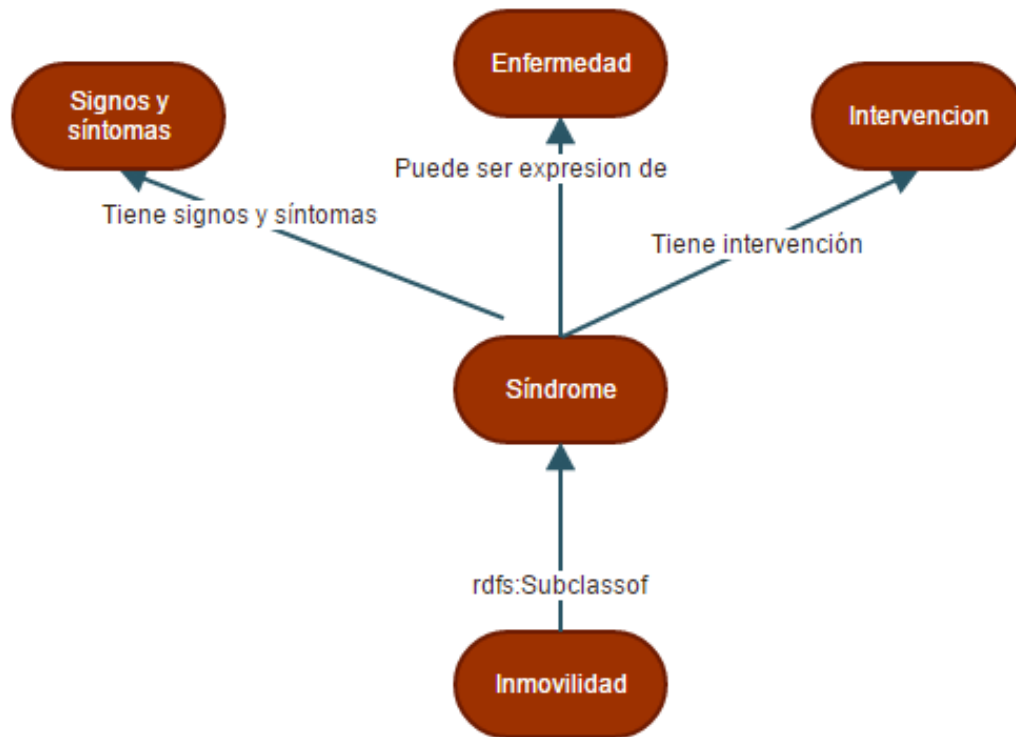 Enfermedad
Signos y
síntomas
Intervencion
Puede ser expresion de
Tiene signos y síntomas
Tiene intervención
Síndrome
rdfs:Subclassof
Inmovilidad